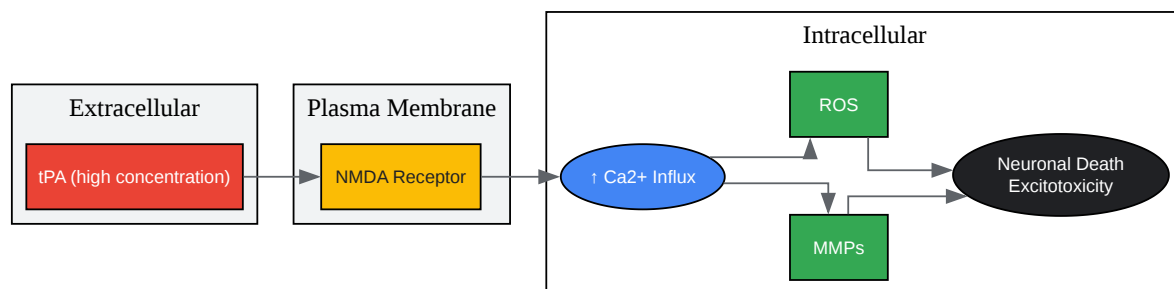 Extracellular
tPA (high concentration)
Plasma Membrane
NMDA Receptor
Intracellular
↑ Ca2+ Influx
ROS
MMPs
Neuronal Death
Excitotoxicity